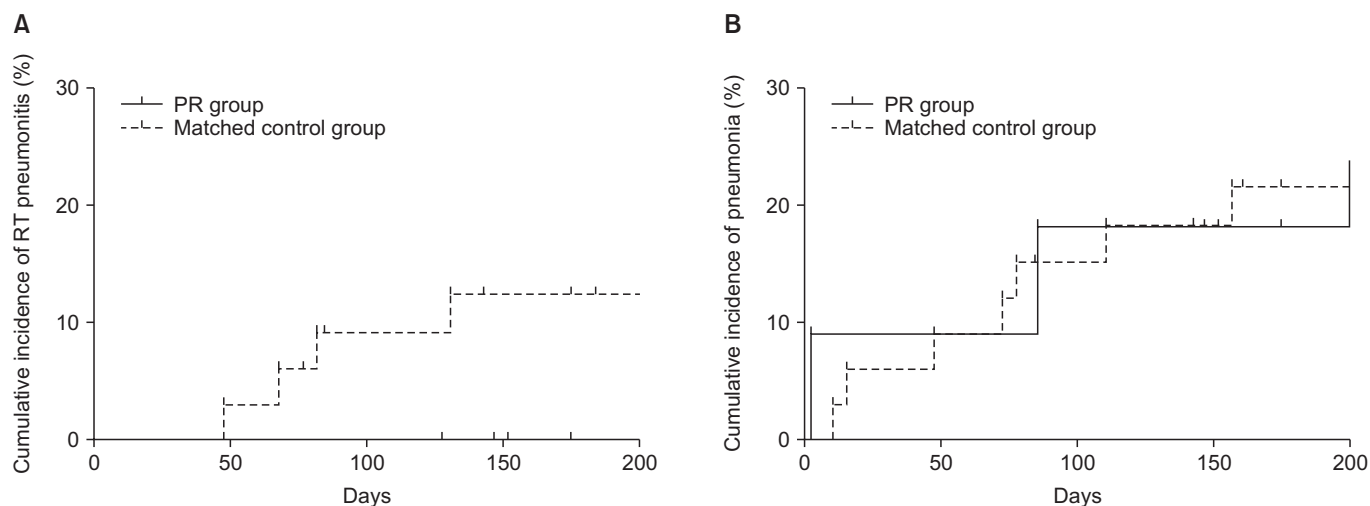 A
Cumulative incidence of RT pneumonitis (%)
30
20
10
0
PR group
Matched control group
0 50 100 150 200
Days
B
Cumulative incidence of pneumonia (%)
30
20
10
0
PR group
Matched control group
0 50 100 150 200
Days